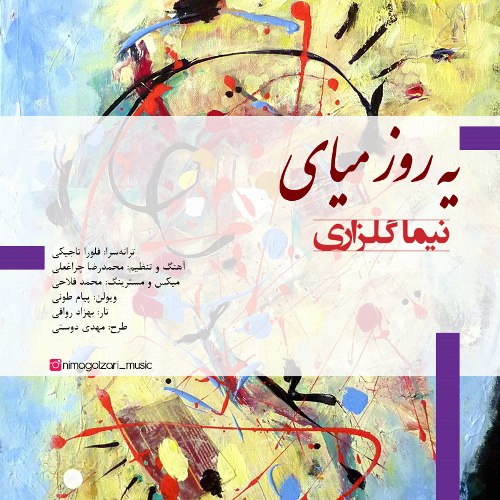 یه روز میای
نیما گلزاری
ترانه‌سرا: فلورا تاجیکی
آهنگ و تنظیم: محمدرضا چراغعلی
میکس و مسترینگ: محمد فلاحی
ویولن: پیام طونی
تار: بهزاد رواقی
طرح: مهدی دوستی
nimagolzari_music